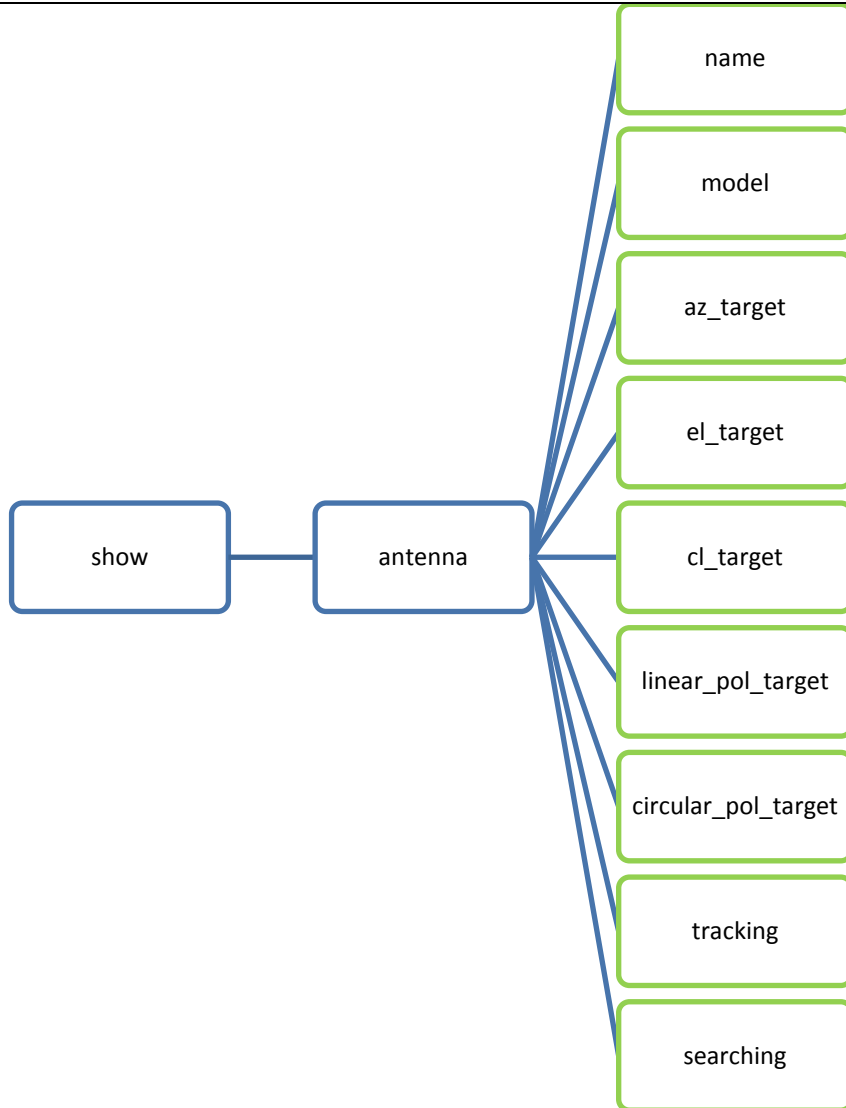 name
model
az_target
el_target
show
antenna
cl_target
linear_pol_target
circular_pol_target
tracking
searching